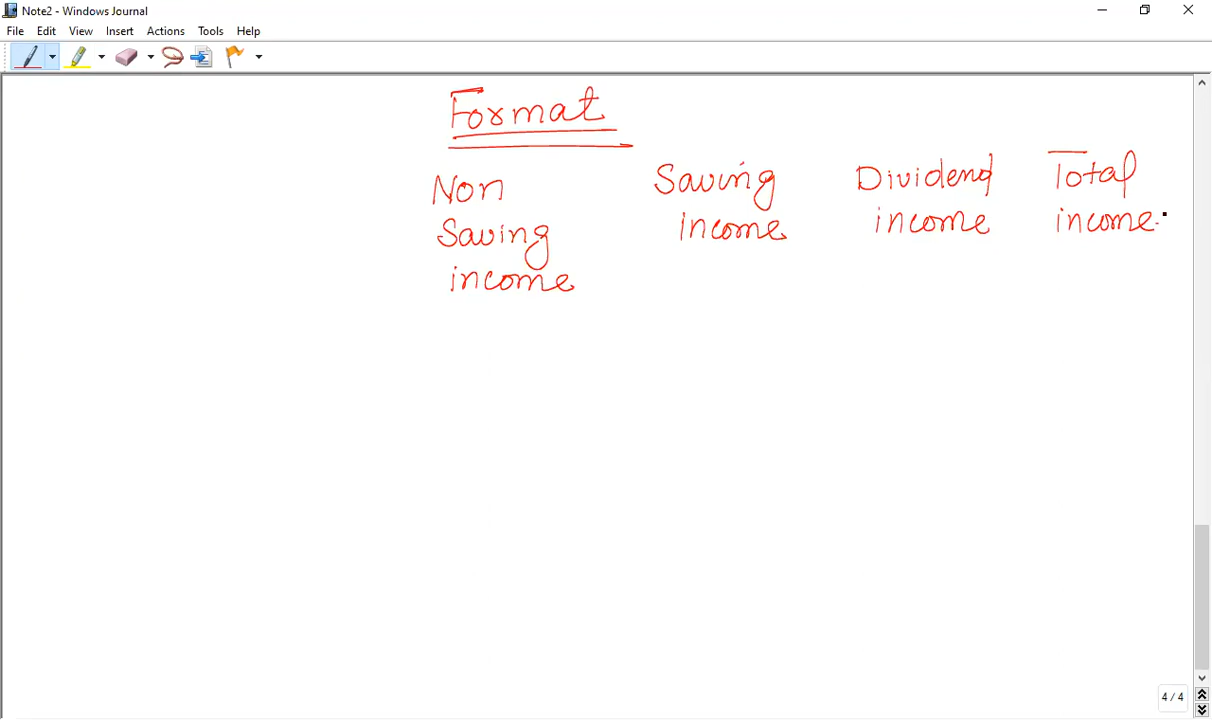 Note2 - Windows Journal
File Edit View Insert Actions Tools Help
Format
Non Saving Dividend Total
Saving income income income
income
4 / 4